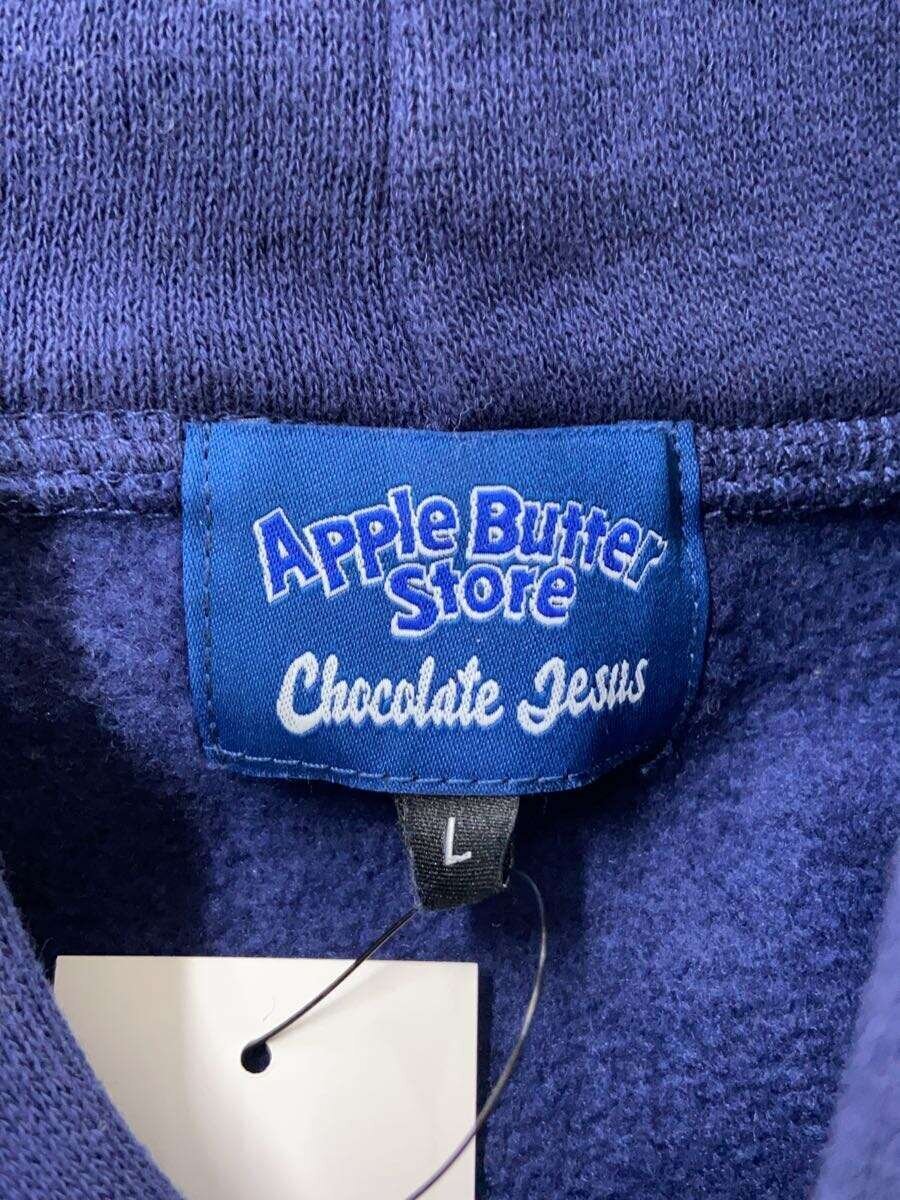 Apple Butter
Store
Chocolate Jesus
L